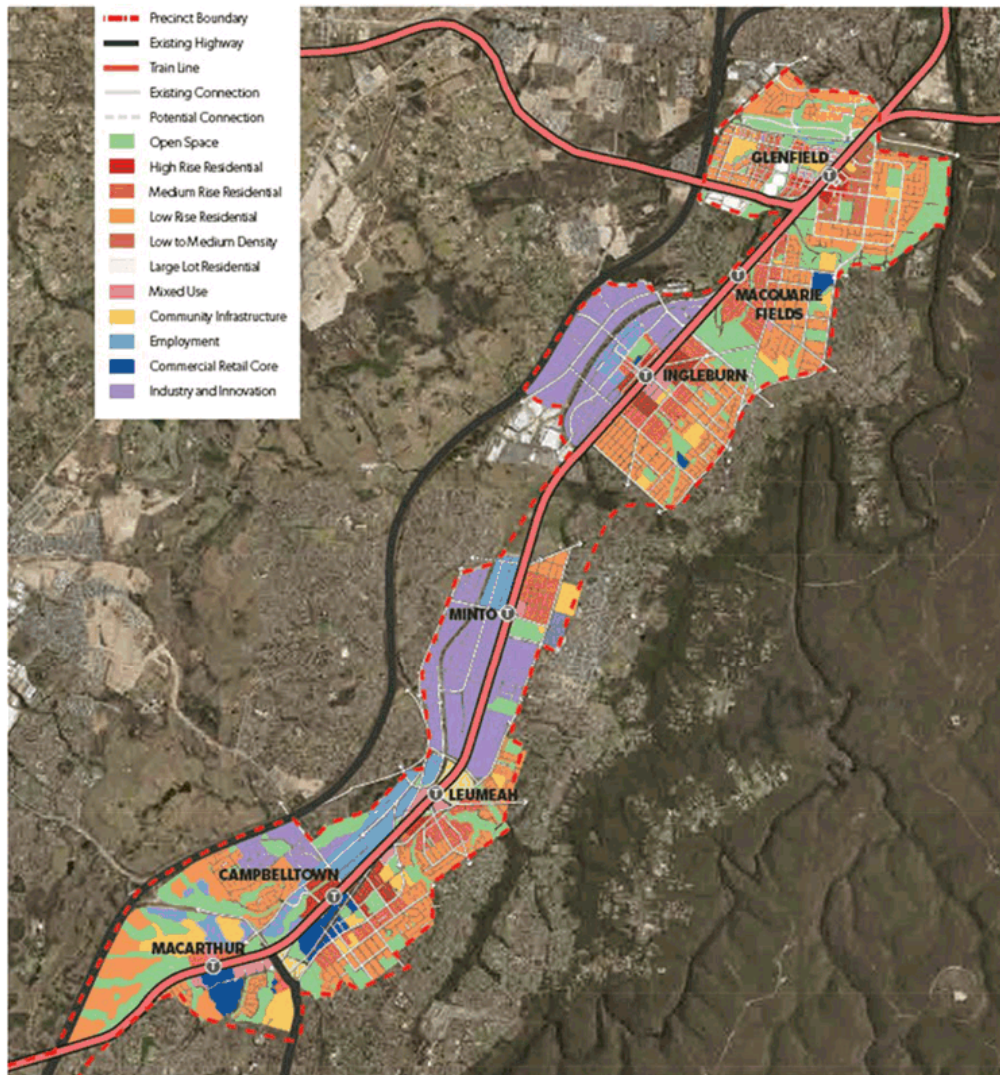 Precinct Boundary
Existing Highway
Train Line
Existing Connection
Potential Connection
Open Space
High Rise Residential
Medium Rise Residential
Low Rise Residential
Low to Medium Density
Large Lot Residential
Mixed Use
Community Infrastructure
Employment
Commercial Retail Core
Industry and Innovation
GLENFIELD
T
T
MACQUARIE
FIELDS
T INGLEBURN
MINTO T
T LEUMEAH
CAMPBELLTOWN
T
MACARTHUR
T